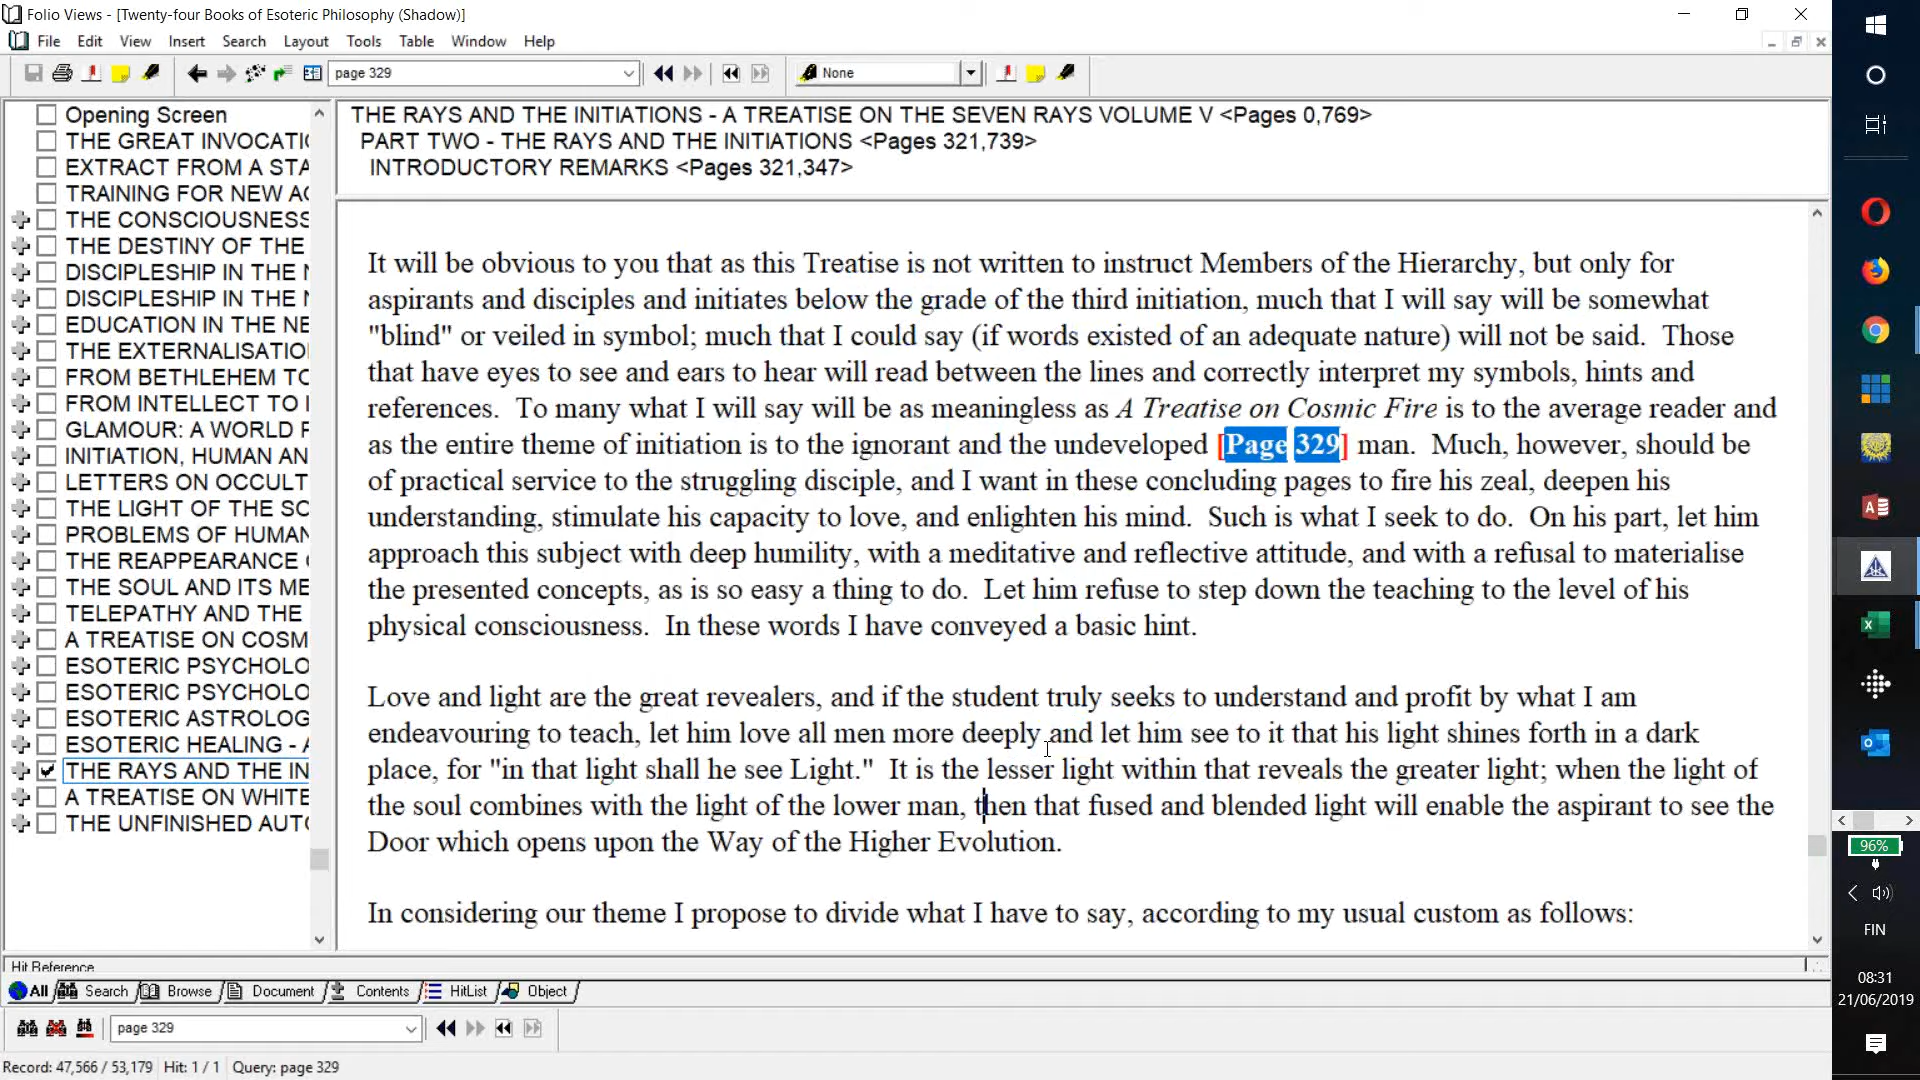 Folio Views - [Twenty-four Books of Esoteric Philosophy (Shadow)]
File Edit View Insert Search Layout Tools Table Window Help
page 329
None
Opening Screen
THE GREAT INVOCATI
EXTRACT FROM A STA
TRAINING FOR NEW AG
THE CONSCIOUSNESS
THE DESTINY OF THE
DISCIPLESHIP IN THE N
DISCIPLESHIP IN THE N
EDUCATION IN THE NE
THE EXTERNALISATIO
FROM BETHLEHEM TO
FROM INTELLECT TO I
GLAMOUR: A WORLD P
INITIATION, HUMAN AN
LETTERS ON OCCULT
THE LIGHT OF THE SO
PROBLEMS OF HUMAN
THE REAPPEARANCE
THE SOUL AND ITS ME
TELEPATHY AND THE
A TREATISE ON COSM
ESOTERIC PSYCHOLO
ESOTERIC PSYCHOLO
ESOTERIC ASTROLOG
ESOTERIC HEALING - A
THE RAYS AND THE IN
A TREATISE ON WHITE
THE UNFINISHED AUTO
THE RAYS AND THE INITIATIONS - A TREATISE ON THE SEVEN RAYS VOLUME V <Pages 0,769>
PART TWO - THE RAYS AND THE INITIATIONS <Pages 321,739>
INTRODUCTORY REMARKS <Pages 321,347>
It will be obvious to you that as this Treatise is not written to instruct Members of the Hierarchy, but only for
aspirants and disciples and initiates below the grade of the third initiation, much that I will say will be somewhat
"blind" or veiled in symbol; much that I could say (if words existed of an adequate nature) will not be said. Those
that have eyes to see and ears to hear will read between the lines and correctly interpret my symbols, hints and
references. To many what I will say will be as meaningless as A Treatise on Cosmic Fire is to the average reader and
as the entire theme of initiation is to the ignorant and the undeveloped [Page 329] man. Much, however, should be
of practical service to the struggling disciple, and I want in these concluding pages to fire his zeal, deepen his
understanding, stimulate his capacity to love, and enlighten his mind. Such is what I seek to do. On his part, let him
approach this subject with deep humility, with a meditative and reflective attitude, and with a refusal to materialise
the presented concepts, as is so easy a thing to do. Let him refuse to step down the teaching to the level of his
physical consciousness. In these words I have conveyed a basic hint.
Love and light are the great revealers, and if the student truly seeks to understand and profit by what I am
endeavouring to teach, let him love all men more deeply and let him see to it that his light shines forth in a dark
place, for "in that light shall he see Light." It is the lesser light within that reveals the greater light; when the light of
the soul combines with the light of the lower man, then that fused and blended light will enable the aspirant to see the
Door which opens upon the Way of the Higher Evolution.
In considering our theme I propose to divide what I have to say, according to my usual custom as follows:
Hit Reference
All Search Browse Document Contents HitList Object
page 329
Record: 47,566 / 53,179 Hit: 1 / 1 Query: page 329
96%
FIN
08:31
21/06/2019